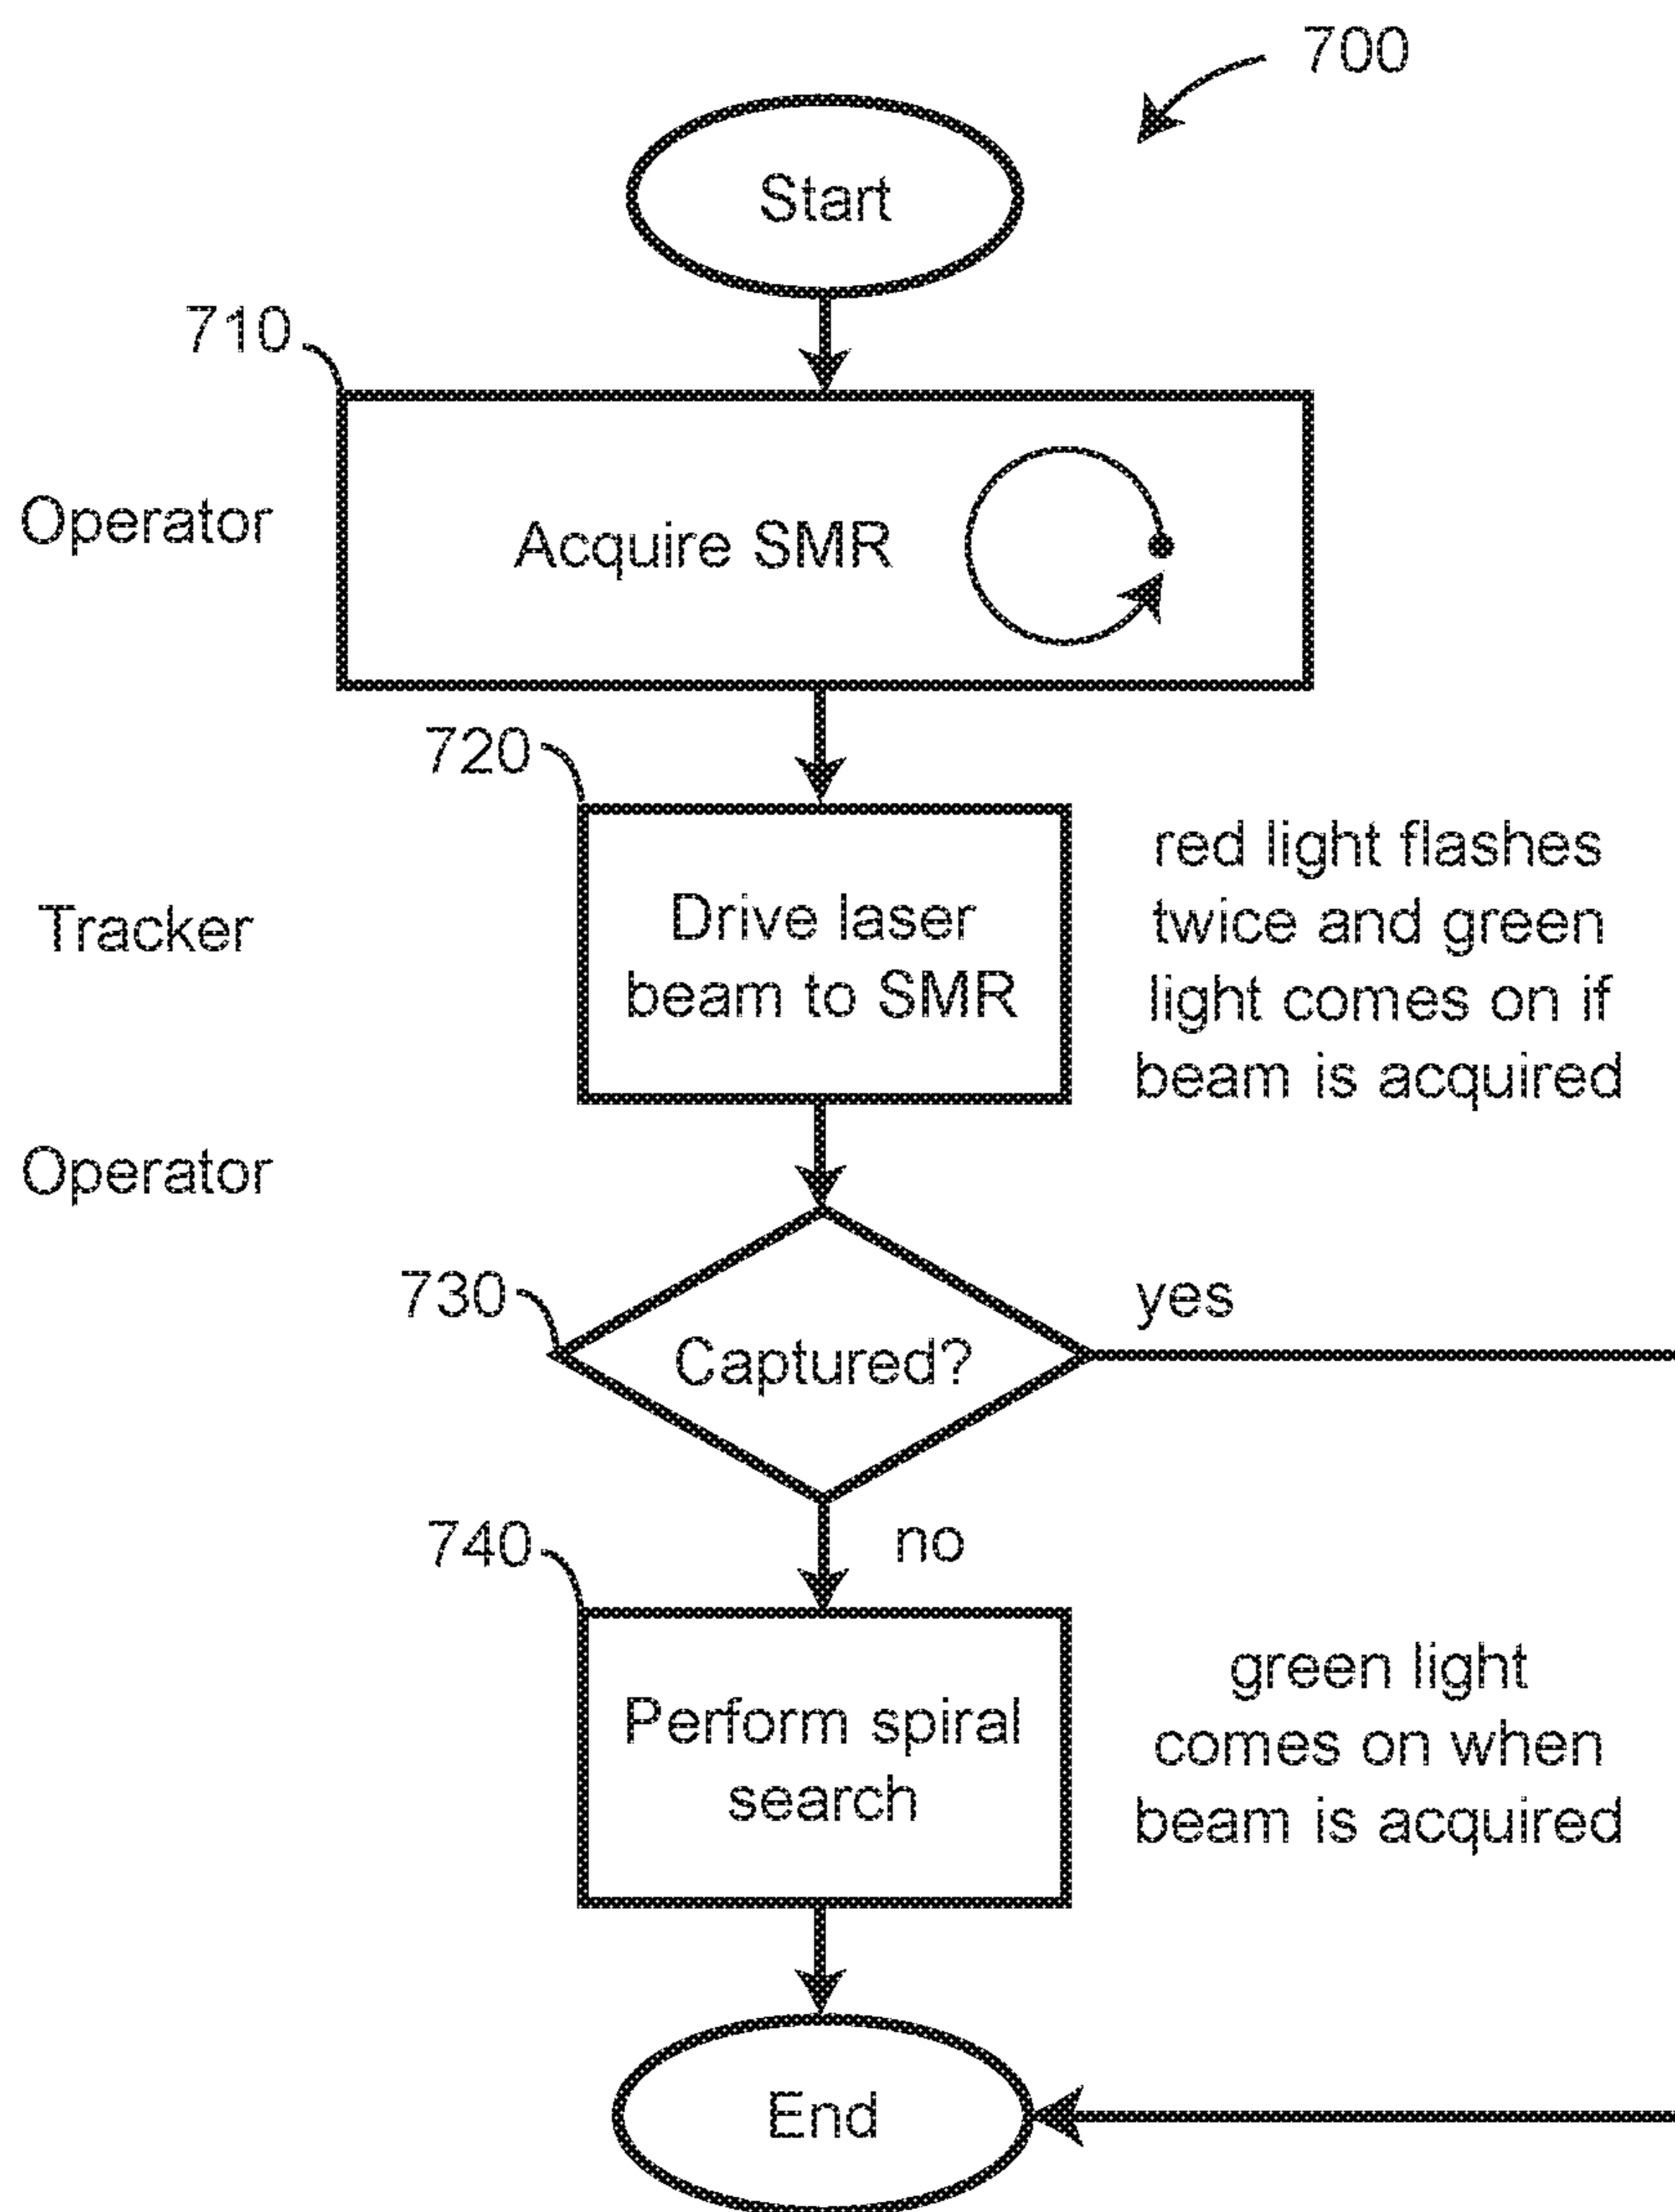 700
Start
710
Operator
Acquire SMR
720
Tracker
Drive laser
beam to SMR
red light flashes
twice and green
light comes on if
beam is acquired
Operator
730
Captured?
yes
no
740
Perform spiral
search
green light
comes on when
beam is acquired
End